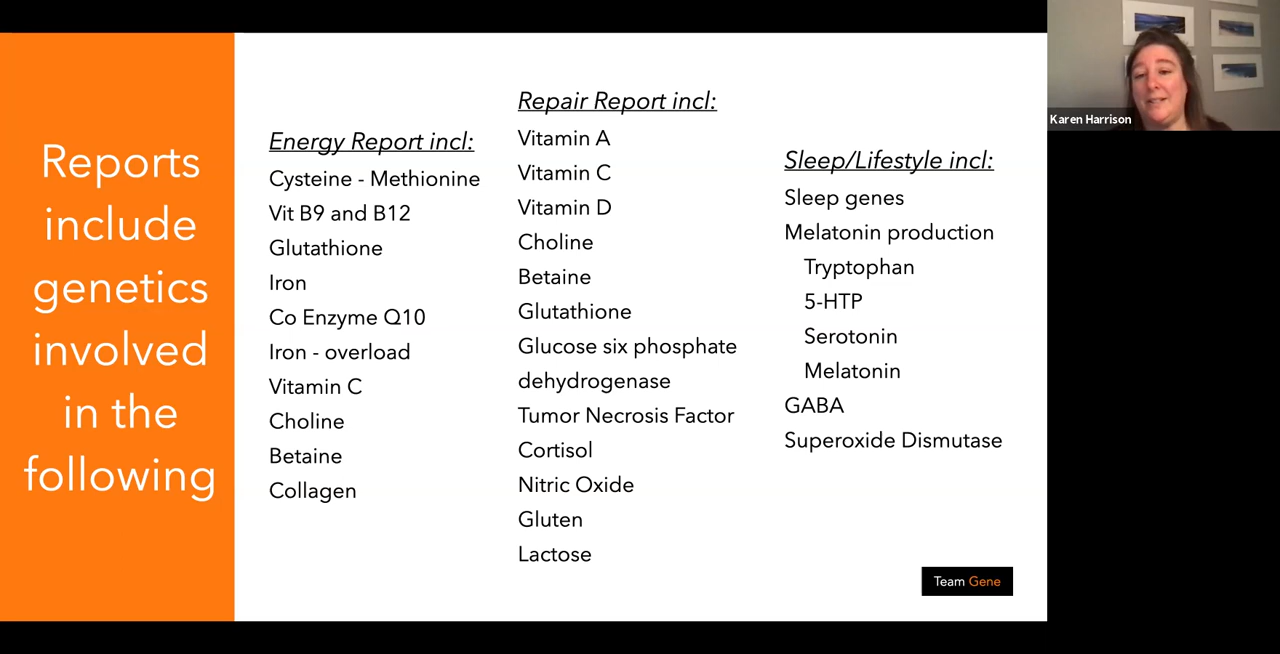 Reports
include
genetics
involved
in the
following
Energy Report incl:
Cysteine - Methionine
Vit B9 and B12
Glutathione
Iron
Co Enzyme Q10
Iron - overload
Vitamin C
Choline
Betaine
Collagen
Repair Report incl:
Vitamin A
Vitamin C
Vitamin D
Choline
Betaine
Glutathione
Glucose six phosphate
dehydrogenase
Tumor Necrosis Factor
Cortisol
Nitric Oxide
Gluten
Lactose
Sleep/Lifestyle incl:
Sleep genes
Melatonin production
Tryptophan
5-HTP
Serotonin
Melatonin
GABA
Superoxide Dismutase
Team Gene
Karen Harrison